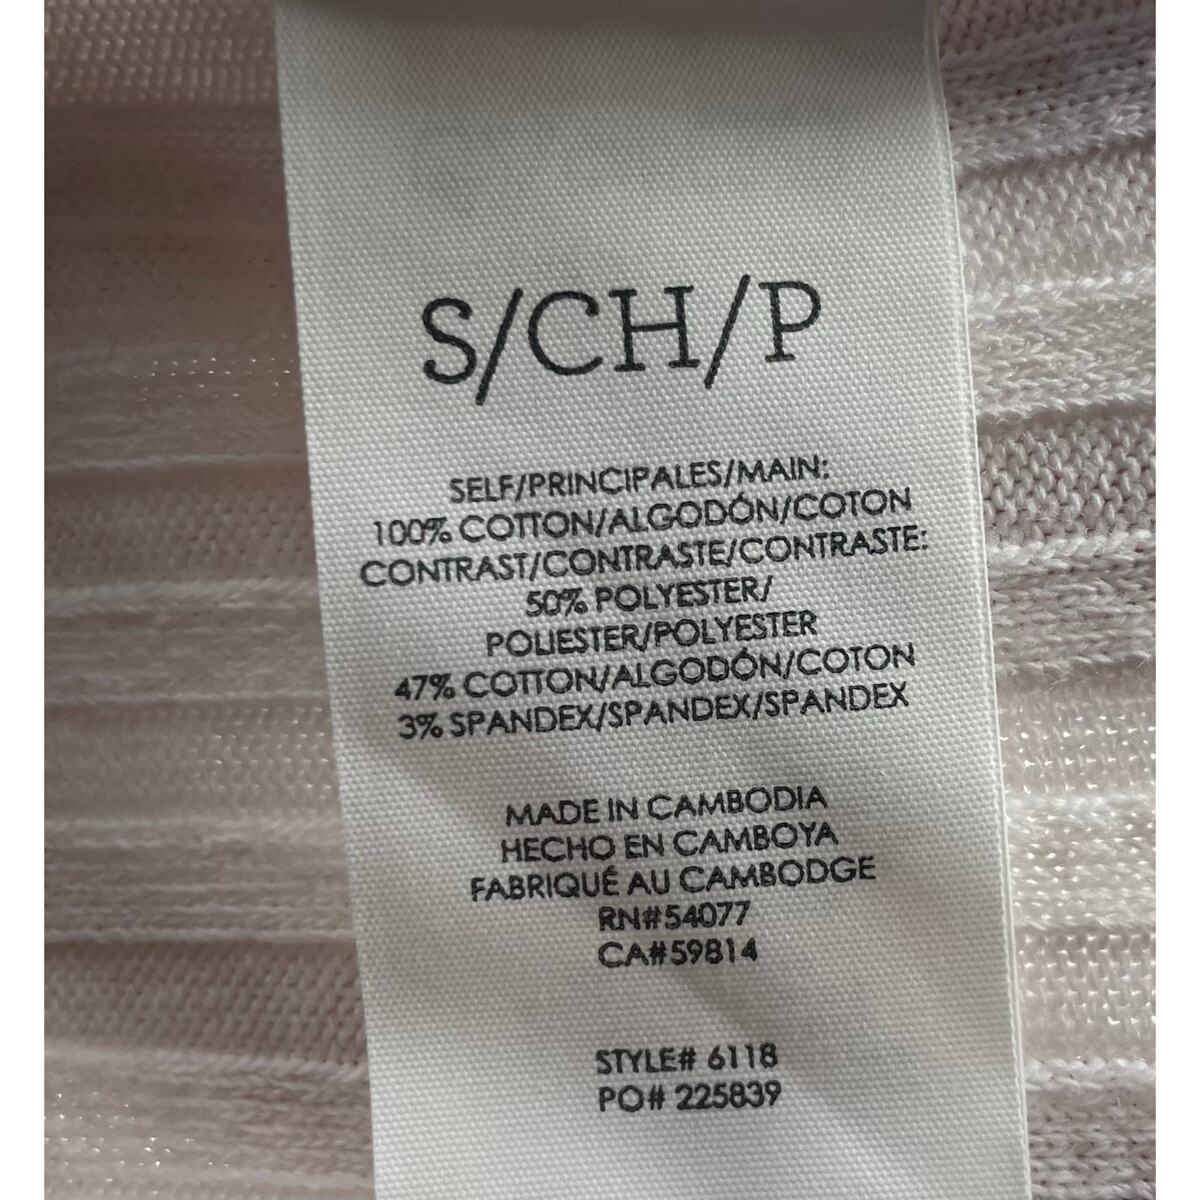 S/CH/P
SELF/PRINCIPALES/MAIN:
100% COTTON/ALGODÓN/COTON
CONTRAST/CONTRASTE/CONTRASTE:
50% POLYESTER/
POLIESTER/POLYESTER
47% COTTON/ALGODÓN/COTON
3% SPANDEX/SPANDEX/SPANDEX
MADE IN CAMBODIA
HECHO EN CAMBOYA
FABRIQUÉ AU CAMBODGE
RN#54077
CA#59814
STYLE# 6118
PO# 225839